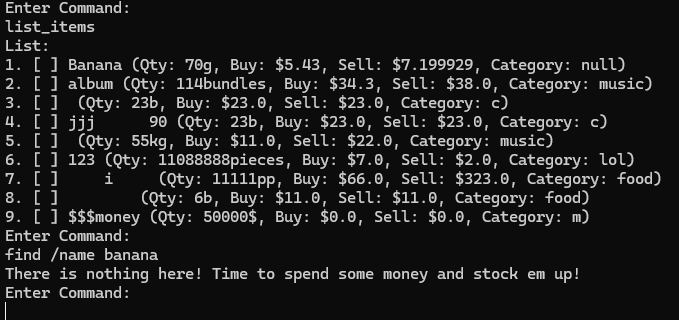 Enter Command:
list_items
List:
1. [ ] Banana (Qty: 70g, Buy: $5.43, Sell: $7.199929, Category: null)
2. [ ] album (Qty: 114bundles, Buy: $34.3, Sell: $38.0, Category: music)
3. [ ]  (Qty: 23b, Buy: $23.0, Sell: $23.0, Category: c)
4. [ ] jjj      90 (Qty: 23b, Buy: $23.0, Sell: $23.0, Category: c)
5. [ ]  (Qty: 55kg, Buy: $11.0, Sell: $22.0, Category: music)
6. [ ] 123 (Qty: 11088888pieces, Buy: $7.0, Sell: $2.0, Category: lol)
7. [ ]     i     (Qty: 11111pp, Buy: $66.0, Sell: $323.0, Category: food)
8. [ ]         (Qty: 6b, Buy: $11.0, Sell: $11.0, Category: food)
9. [ ] $$$money (Qty: 50000$, Buy: $0.0, Sell: $0.0, Category: m)
Enter Command:
find /name banana
There is nothing here! Time to spend some money and stock em up!
Enter Command: